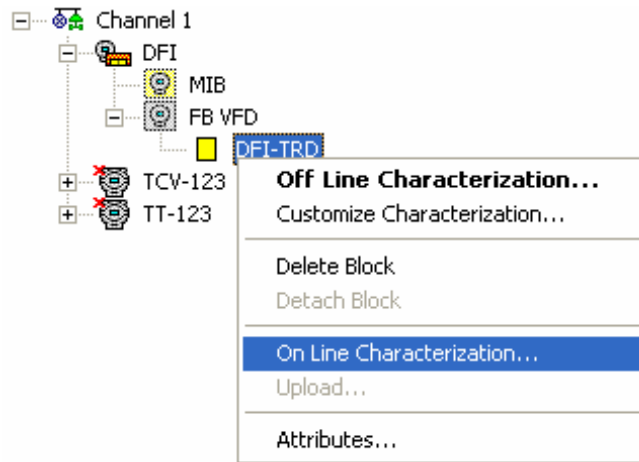 Channel 1
DFI
MIB
FB VFD
DFI-TRD
TCV-123
TT-123
Off Line Characterization...
Customize Characterization...
Delete Block
Detach Block
On Line Characterization...
Upload...
Attributes...